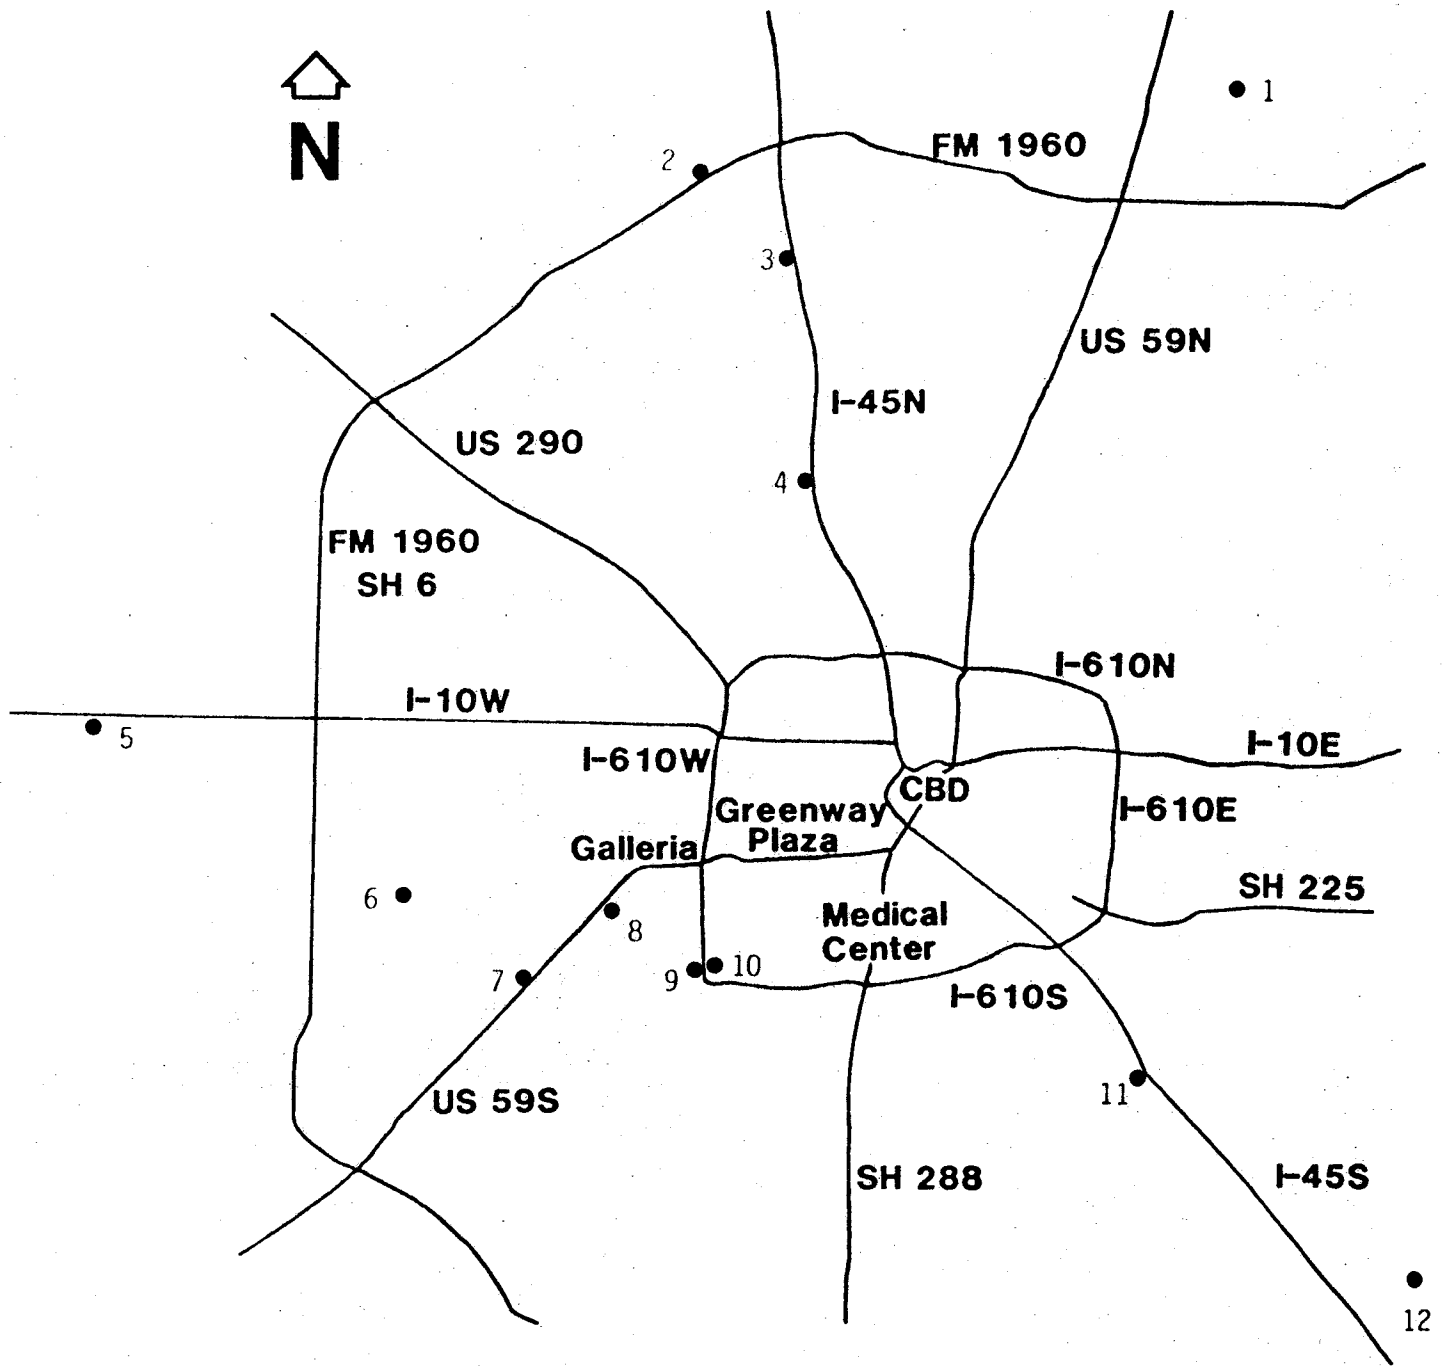 1
N
FM 1960
2
3
US 59N
I-45N
US 290
4
FM 1960
SH 6
I-610N
I-10W
5
I-610W
I-10E
CBD
Greenway
Plaza
I-610E
Galleria
6
SH 225
8
Medical
Center
7
9
10
I-610S
11
US 59S
SH 288
I-45S
12